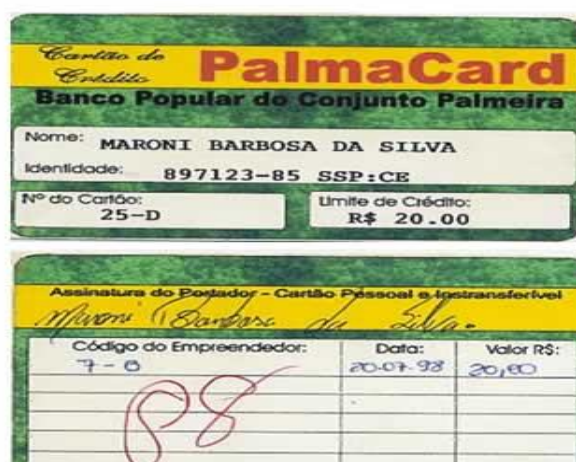 Cartão de
Crédito
PalmaCard
Banco Popular do Conjunto Palmeira
Nome: MARONI BARBOSA DA SILVA
Identidade: 897123-85 SSP:CE
Nº do Cartão: Limite de Crédito:
25-D R$ 20.00
Assinatura do Portador - Cartão Pessoal e Instransferível
Maroni Barbosa da Silva
Código do Empreendedor: Data: Valor R$:
20-07-98 20,00